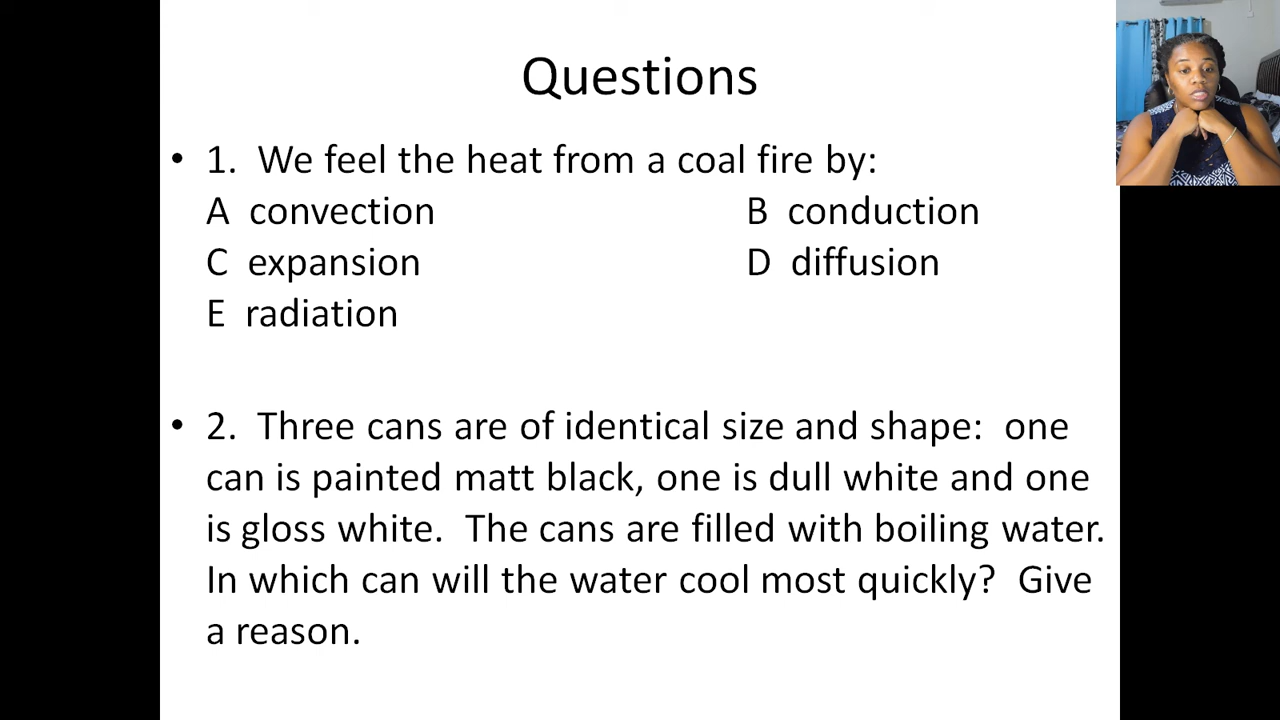 Questions
• 1. We feel the heat from a coal fire by:
A convection B conduction
C expansion D diffusion
E radiation
• 2. Three cans are of identical size and shape: one
can is painted matt black, one is dull white and one
is gloss white. The cans are filled with boiling water.
In which can will the water cool most quickly? Give
a reason.